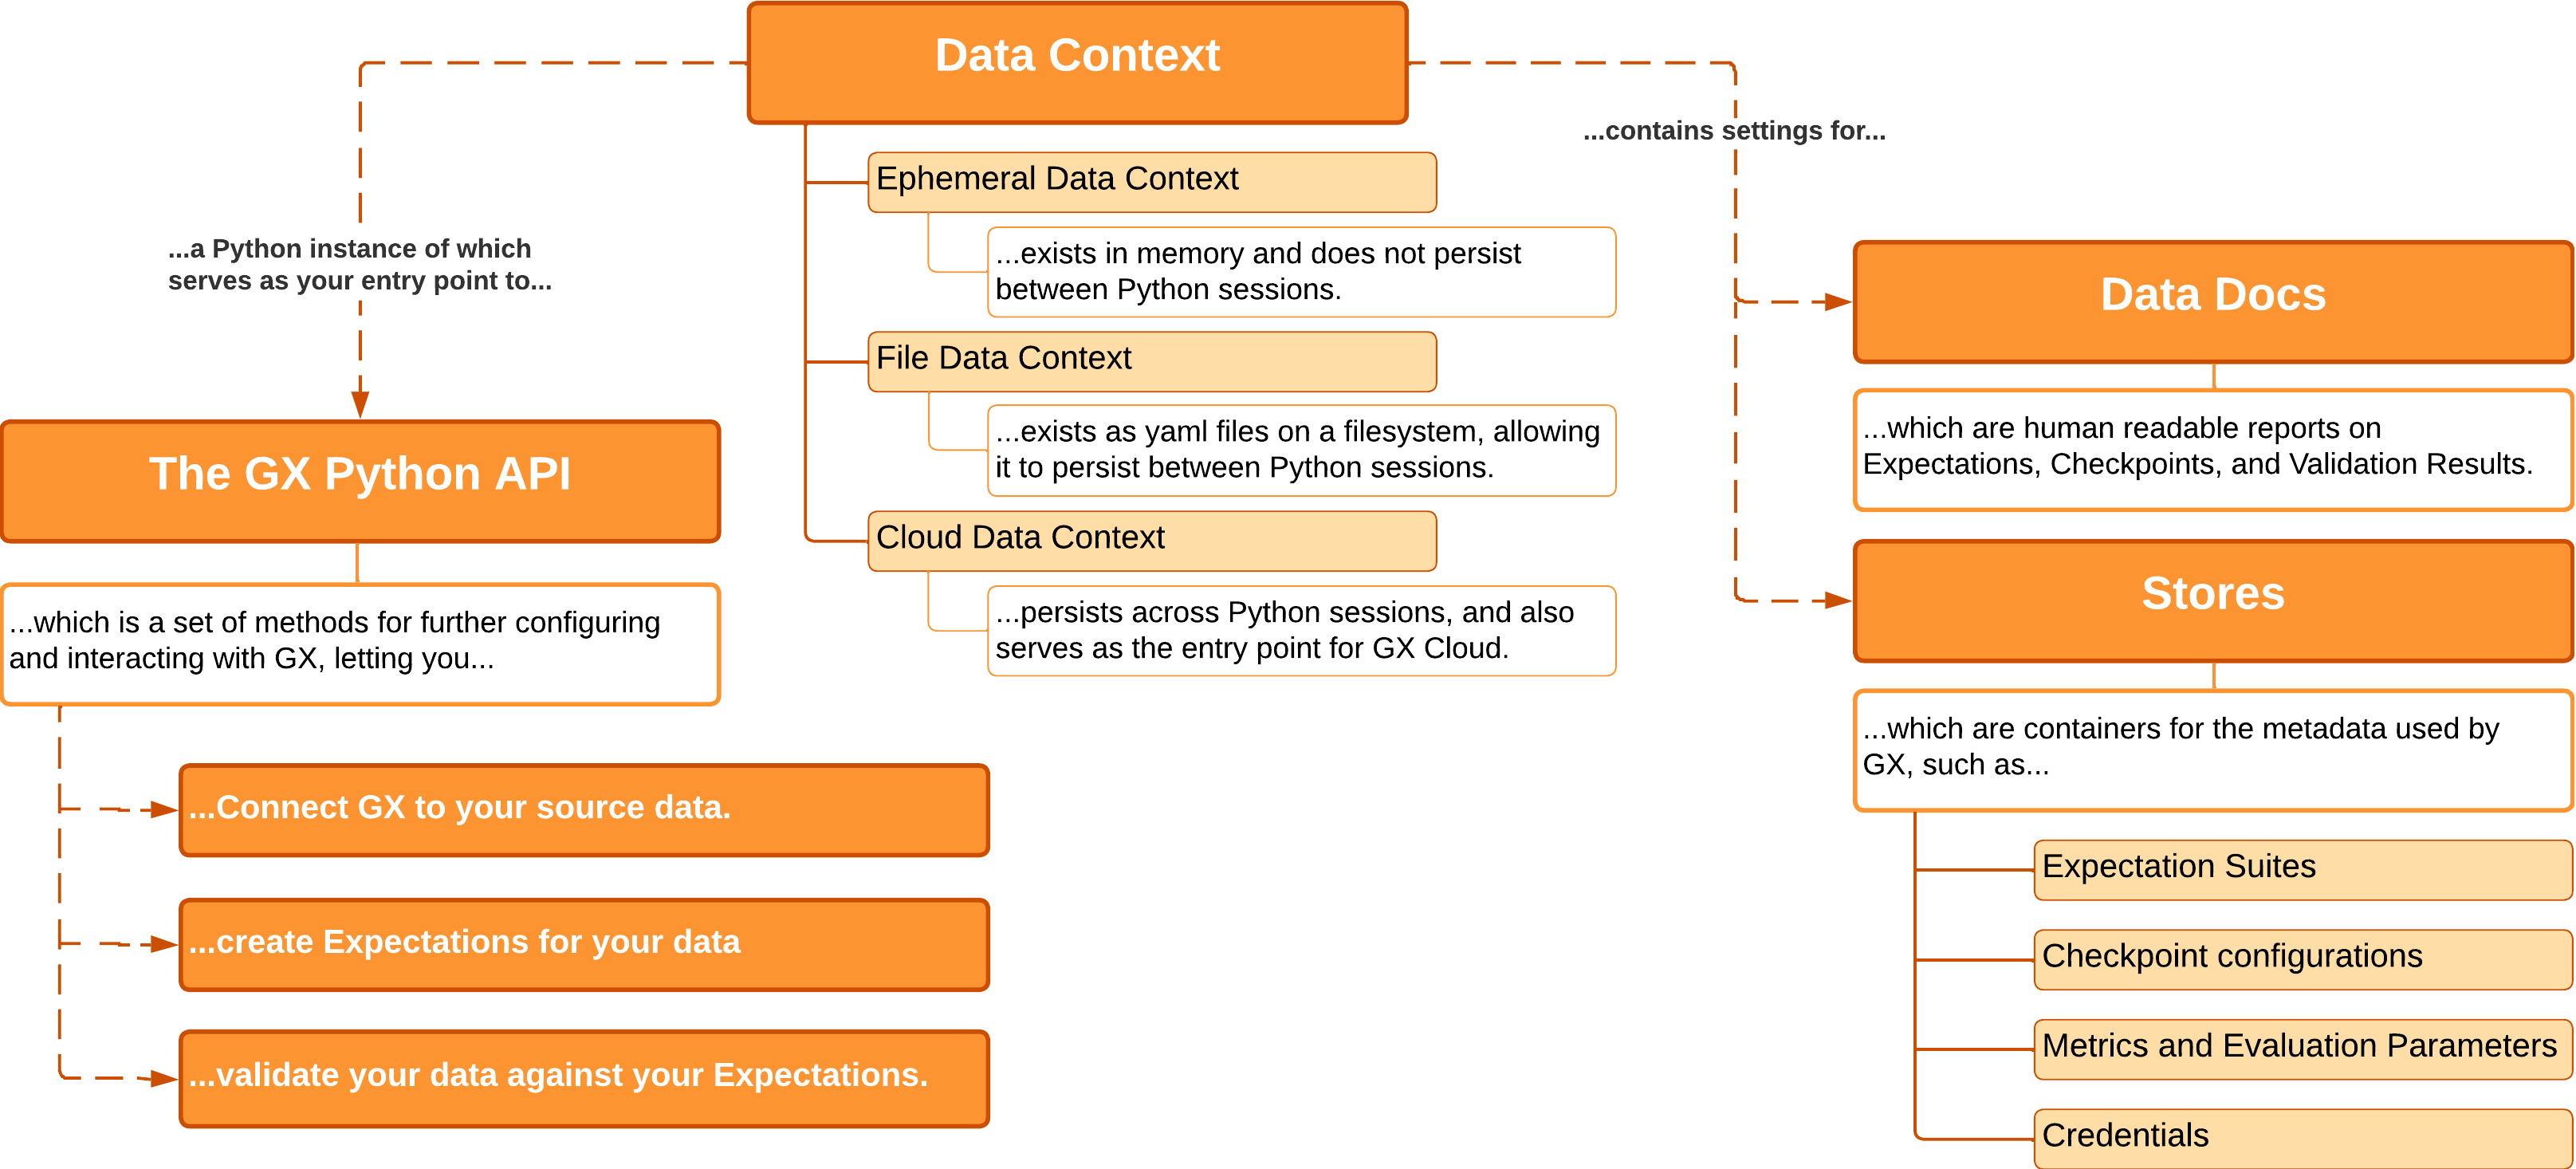 Data Context
...contains settings for...
Ephemeral Data Context
...exists in memory and does not persist
between Python sessions.
File Data Context
...exists as yaml files on a filesystem, allowing
it to persist between Python sessions.
Cloud Data Context
...persists across Python sessions, and also
serves as the entry point for GX Cloud.
...a Python instance of which
serves as your entry point to...
The GX Python API
...which is a set of methods for further configuring
and interacting with GX, letting you...
...Connect GX to your source data.
...create Expectations for your data
...validate your data against your Expectations.
Data Docs
...which are human readable reports on
Expectations, Checkpoints, and Validation Results.
Stores
...which are containers for the metadata used by
GX, such as...
Expectation Suites
Checkpoint configurations
Metrics and Evaluation Parameters
Credentials